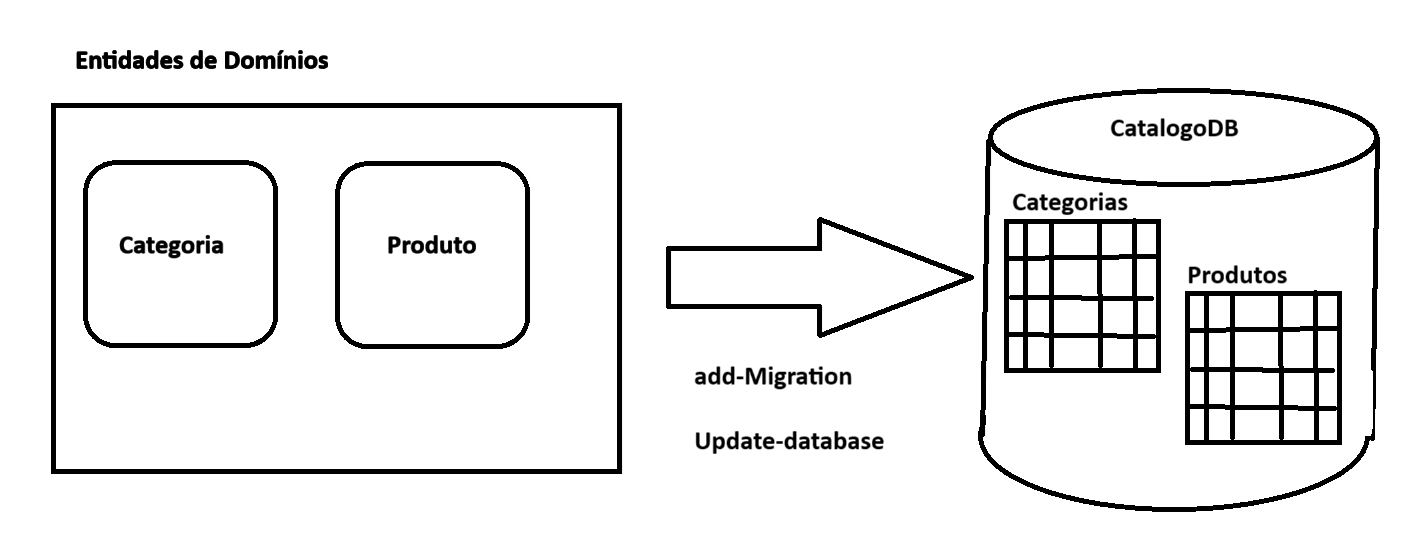 Entidades de Domínios
Categoria
Produto
add-Migration
Update-database
CatalogoDB
Categorias
Produtos